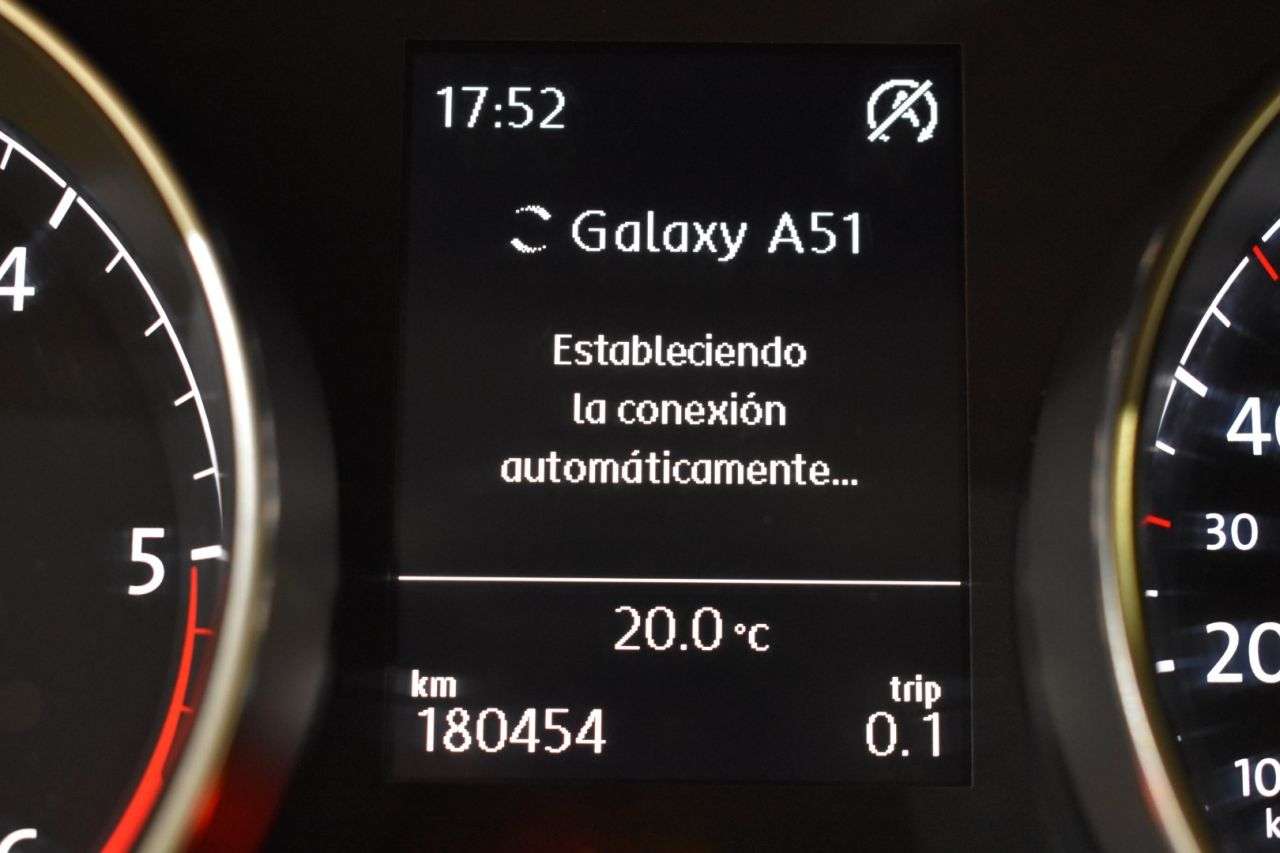 17:52
Galaxy A51
Estableciendo
la conexión
automáticamente...
20.0 °C
km
trip
180454
0.1
4
5
40
30
20
10